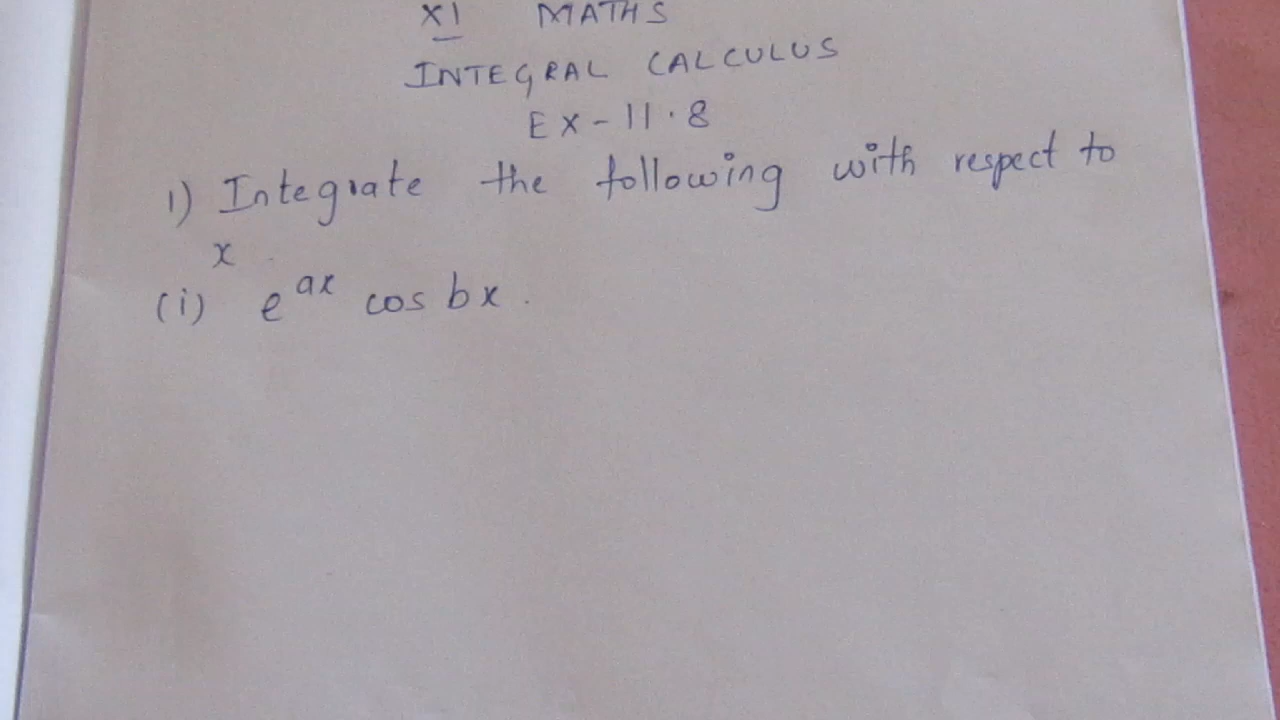 XI MATHS
INTEGRAL CALCULUS
EX-11.8
1) Integrate the following with respect to
x.
(i) e^ax cos bx.